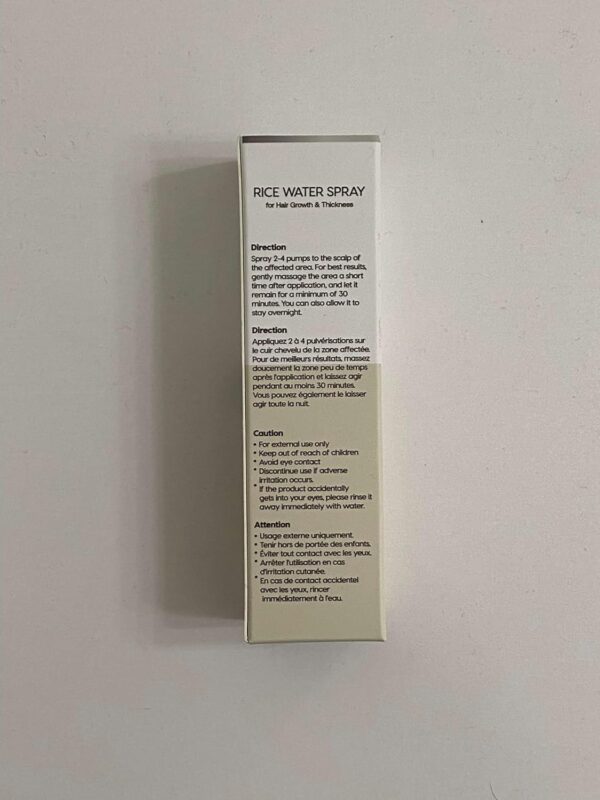 RICE WATER SPRAY
for Hair Growth & Thickness
Direction
Spray 2-4 pumps to the scalp of
the affected area. For best results,
gently massage the area a short
time after application, and let it
remain for a minimum of 30
minutes. You can also allow it to
stay overnight.
Direction
Appliquez 2 à 4 pulvérisations sur
le cuir chevelu de la zone affectée.
Pour de meilleurs résultats, massez
doucement la zone peu de temps
après l'application et laissez agir
pendant au moins 30 minutes.
Vous pouvez également le laisser
agir toute la nuit.
Caution
• For external use only
• Keep out of reach of children
• Avoid eye contact
• Discontinue use if adverse
irritation occurs.
• If the product accidentally
gets into your eyes, please rinse it
away immediately with water.
Attention
• Usage externe uniquement.
• Tenir hors de portée des enfants.
• Éviter tout contact avec les yeux.
• Arrêter l'utilisation en cas
d'irritation cutanée.
• En cas de contact accidentel
avec les yeux, rincer
immédiatement à l'eau.